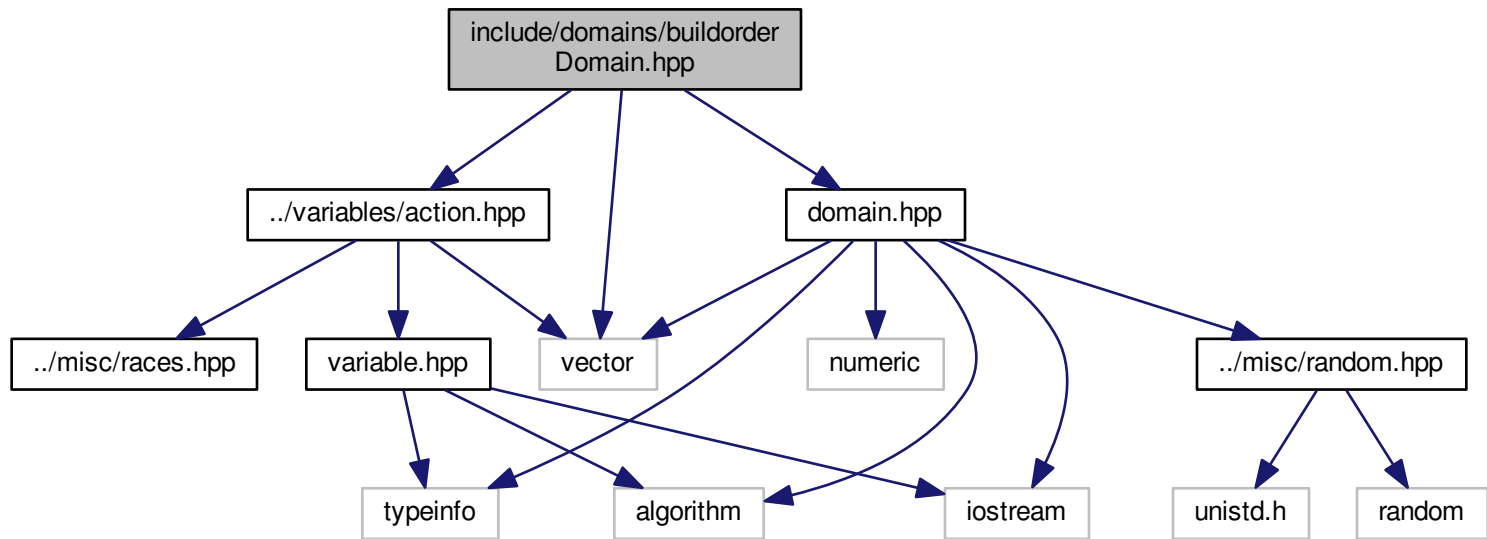 include/domains/buildorder
Domain.hpp
../variables/action.hpp
domain.hpp
../misc/races.hpp
variable.hpp
vector
numeric
../misc/random.hpp
typeinfo
algorithm
iostream
unistd.h
random